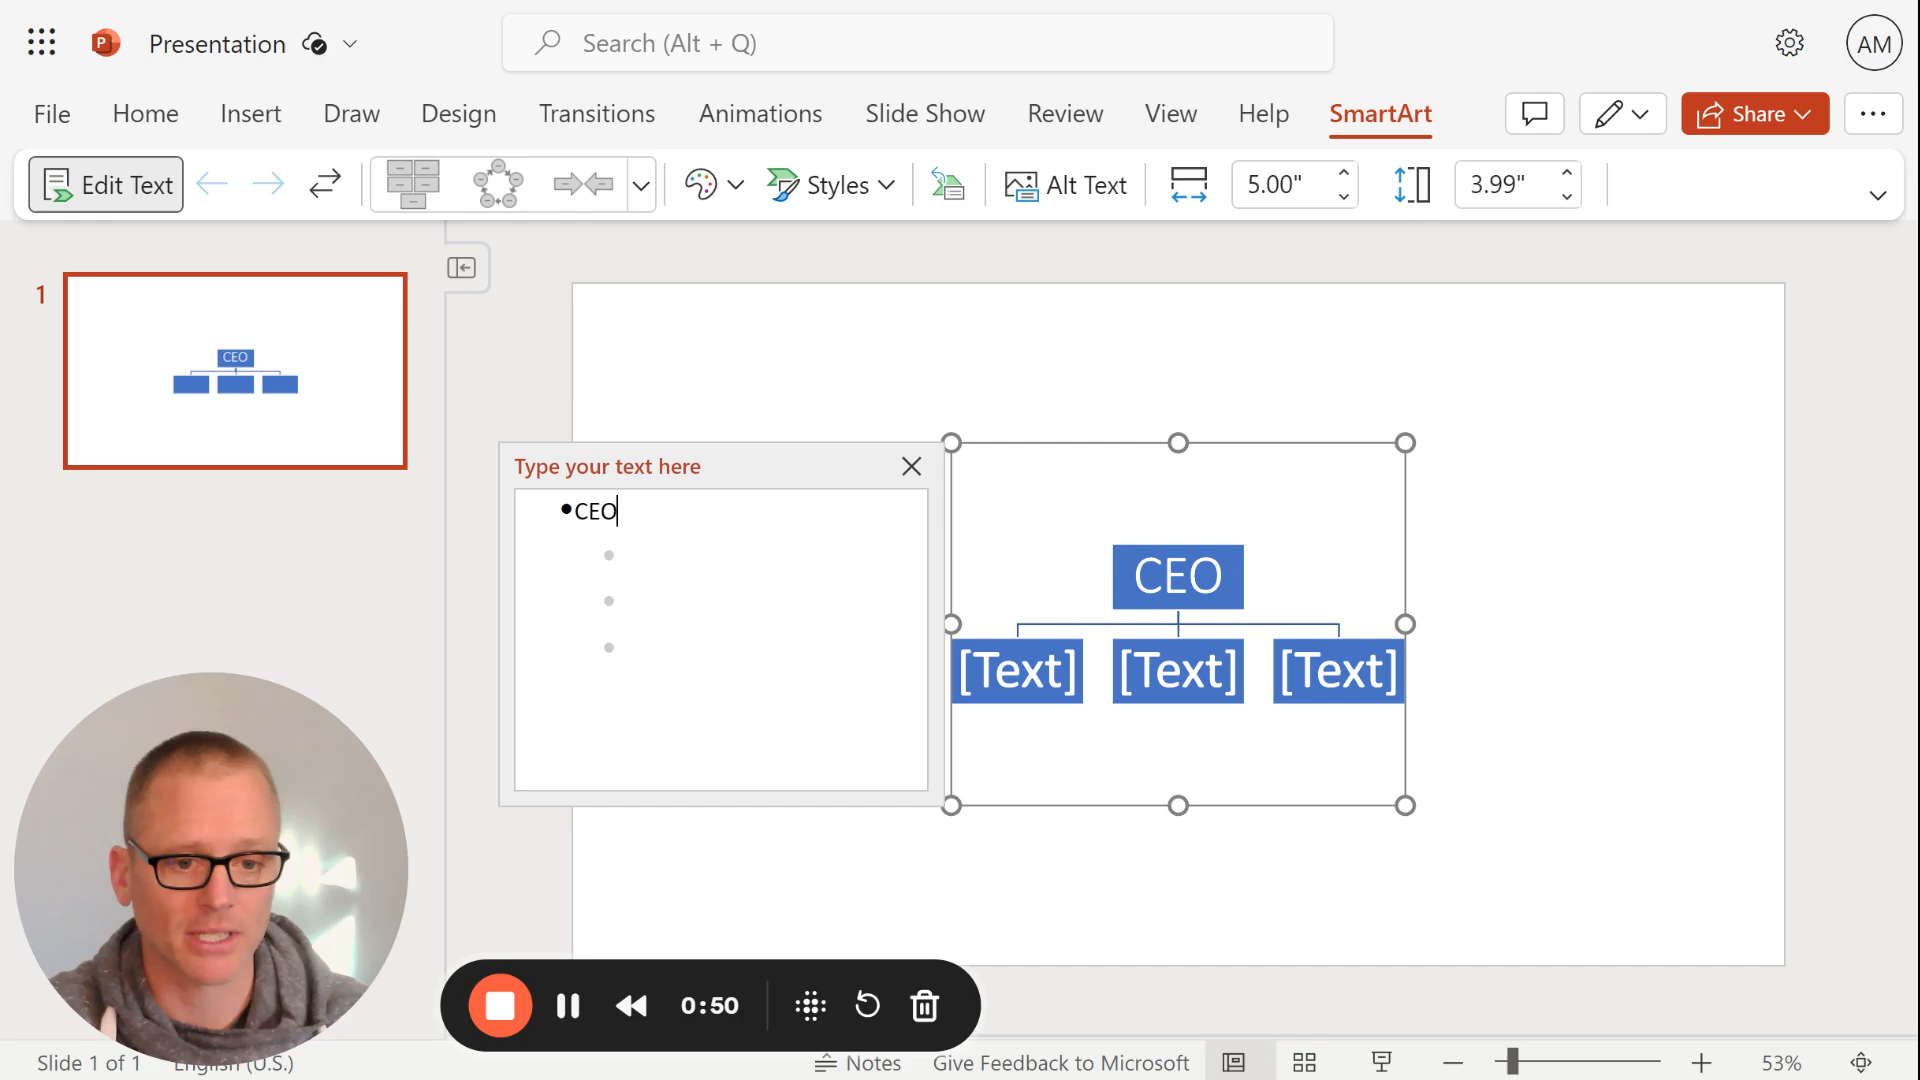 Presentation
Search (Alt + Q)
AM
File Home Insert Draw Design Transitions Animations Slide Show Review View Help SmartArt Share
Edit Text Styles Alt Text 5.00" 3.99"
1
CEO
Type your text here
CEO
CEO
[Text] [Text] [Text]
0:50
Slide 1 of 1 English (U.S.) Notes Give Feedback to Microsoft 53%